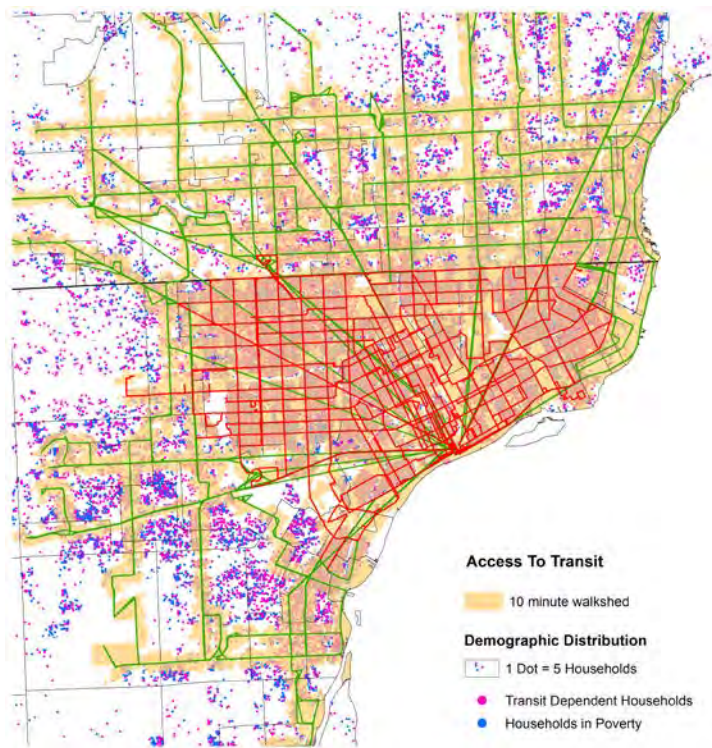 Access To Transit
10 minute walkshed
Demographic Distribution
1 Dot = 5 Households
Transit Dependent Households
Households in Poverty